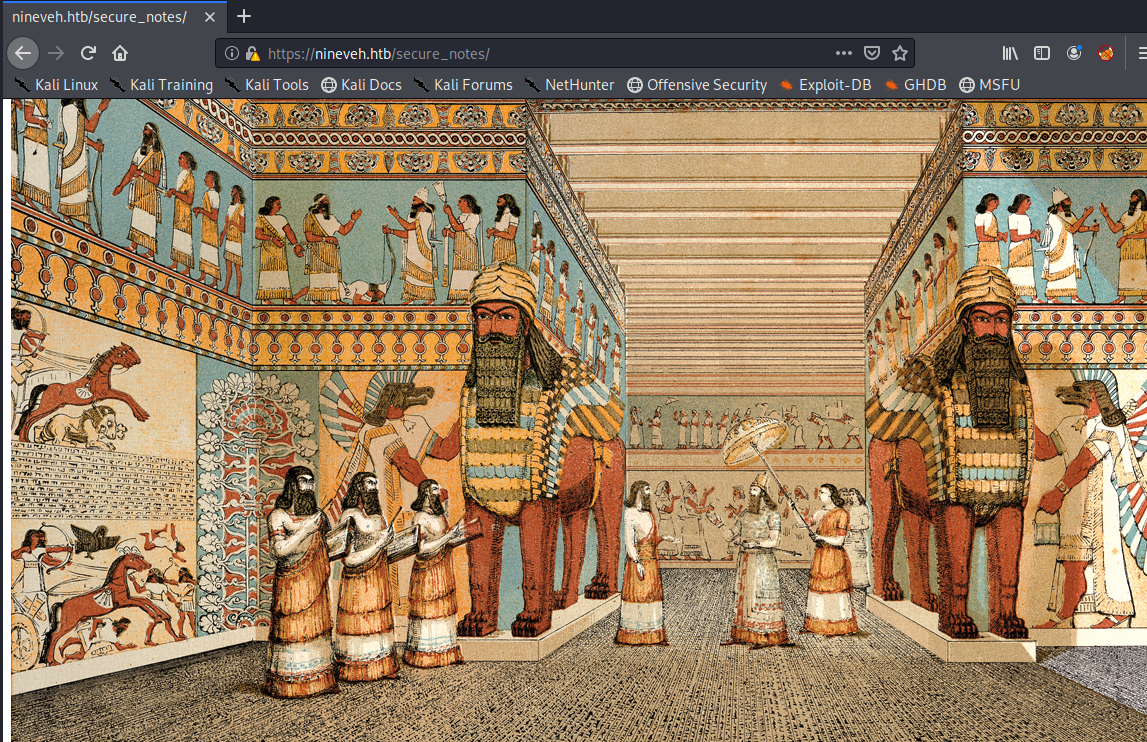 nineveh.htb/secure_notes/
https://nineveh.htb/secure_notes/
Kali Linux Kali Training Kali Tools Kali Docs Kali Forums NetHunter Offensive Security Exploit-DB GHDB MSFU